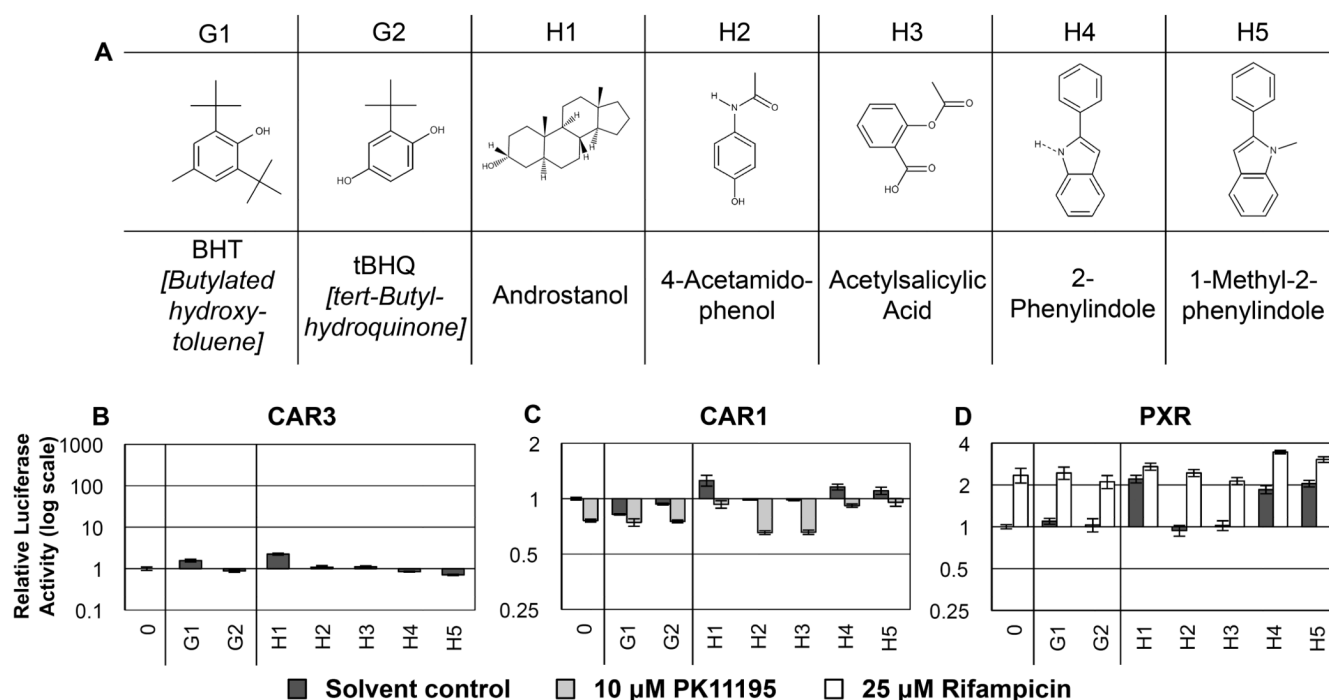 A
G1 G2 H1 H2 H3 H4 H5
OH
OH
HO
H
H
H
H
HO
H
H
N
O
OH
O
O
O
HO
H
N
N
BHT
[Butylated
hydroxy-
toluene]
tBHQ
[tert-Butyl-
hydroquinone]
Androstanol
4-Acetamido-
phenol
Acetylsalicylic
Acid
2-
Phenylindole
1-Methyl-2-
phenylindole
B CAR3
Relative Luciferase
Activity (log scale)
1000
100
10
1
0.1
0 G1 G2 H1 H2 H3 H4 H5
C CAR1
2
1
0.5
0.25
0 G1 G2 H1 H2 H3 H4 H5
D PXR
4
2
1
0.5
0.25
0 G1 G2 H1 H2 H3 H4 H5
Solvent control 10 µM PK11195 25 µM Rifampicin